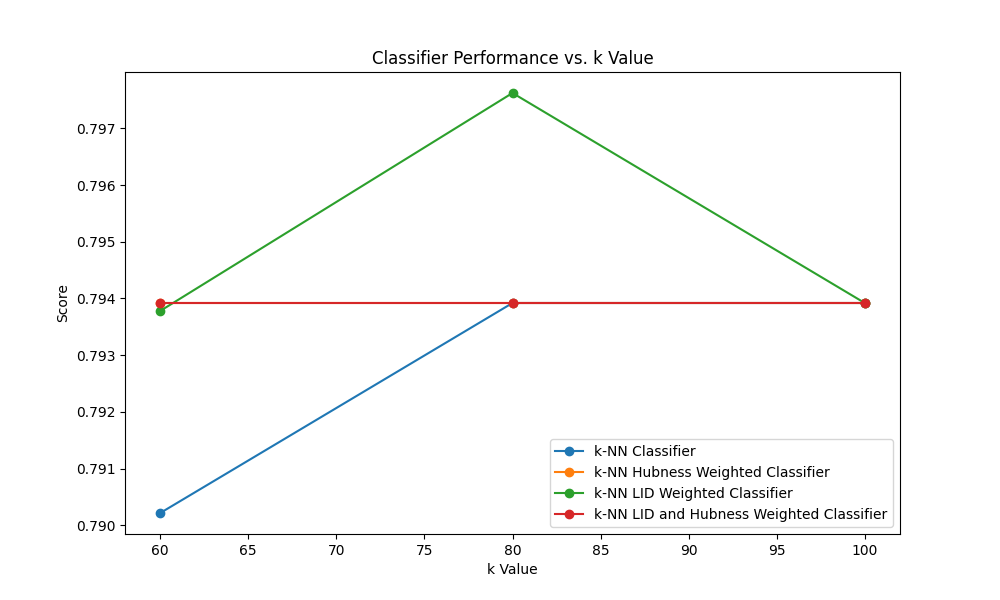 Classifier Performance vs. k Value
0.797
0.796
0.795
0.794
0.793
0.792
0.791
0.790
Score
k-NN Classifier
k-NN Hubness Weighted Classifier
k-NN LID Weighted Classifier
k-NN LID and Hubness Weighted Classifier
60 65 70 75 80 85 90 95 100
k Value